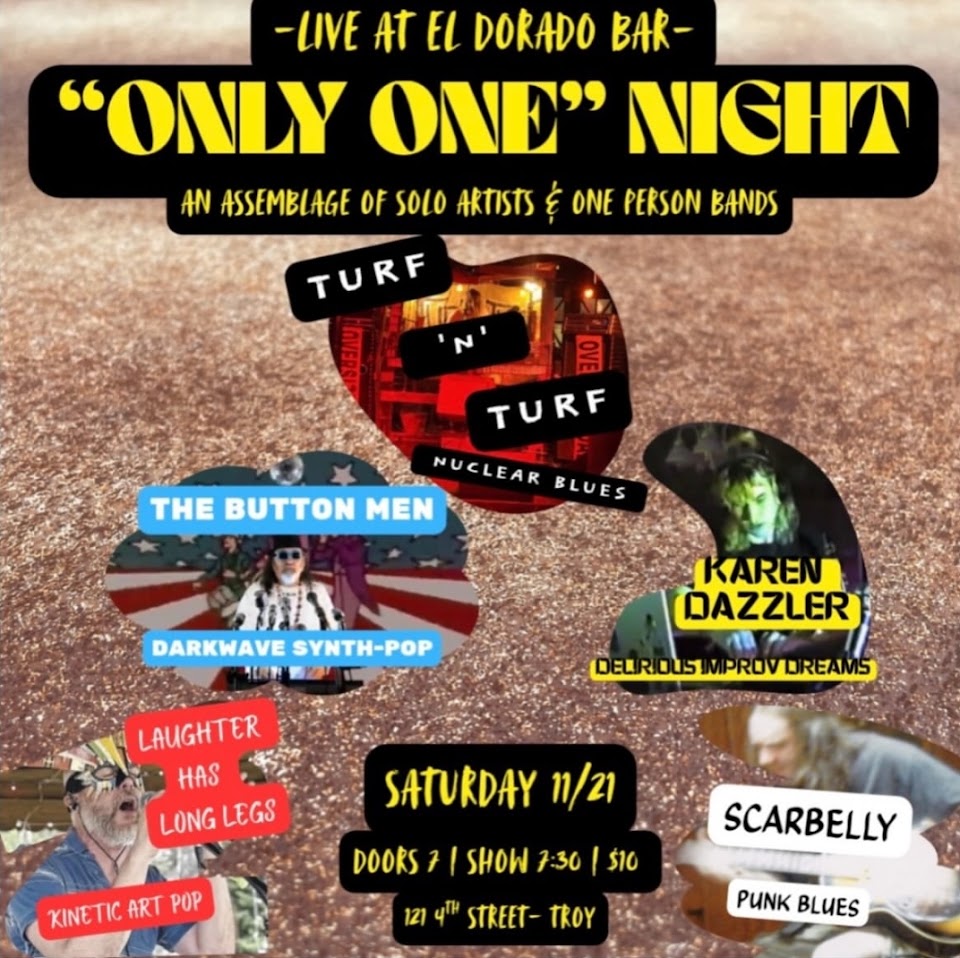 -LIVE AT EL DORADO BAR-
“ONLY ONE” NIGHT
AN ASSEMBLAGE OF SOLO ARTISTS & ONE PERSON BANDS
TURF
'N'
TURF
NUCLEAR BLUES
THE BUTTON MEN
DARKWAVE SYNTH-POP
KAREN
DAZZLER
DELIRIOUS IMPROV DREAMS
LAUGHTER
HAS
LONG LEGS
KINETIC ART POP
SATURDAY 11/21
DOORS 7 | SHOW 7:30 | $10
121 4TH STREET- TROY
SCARBELLY
PUNK BLUES